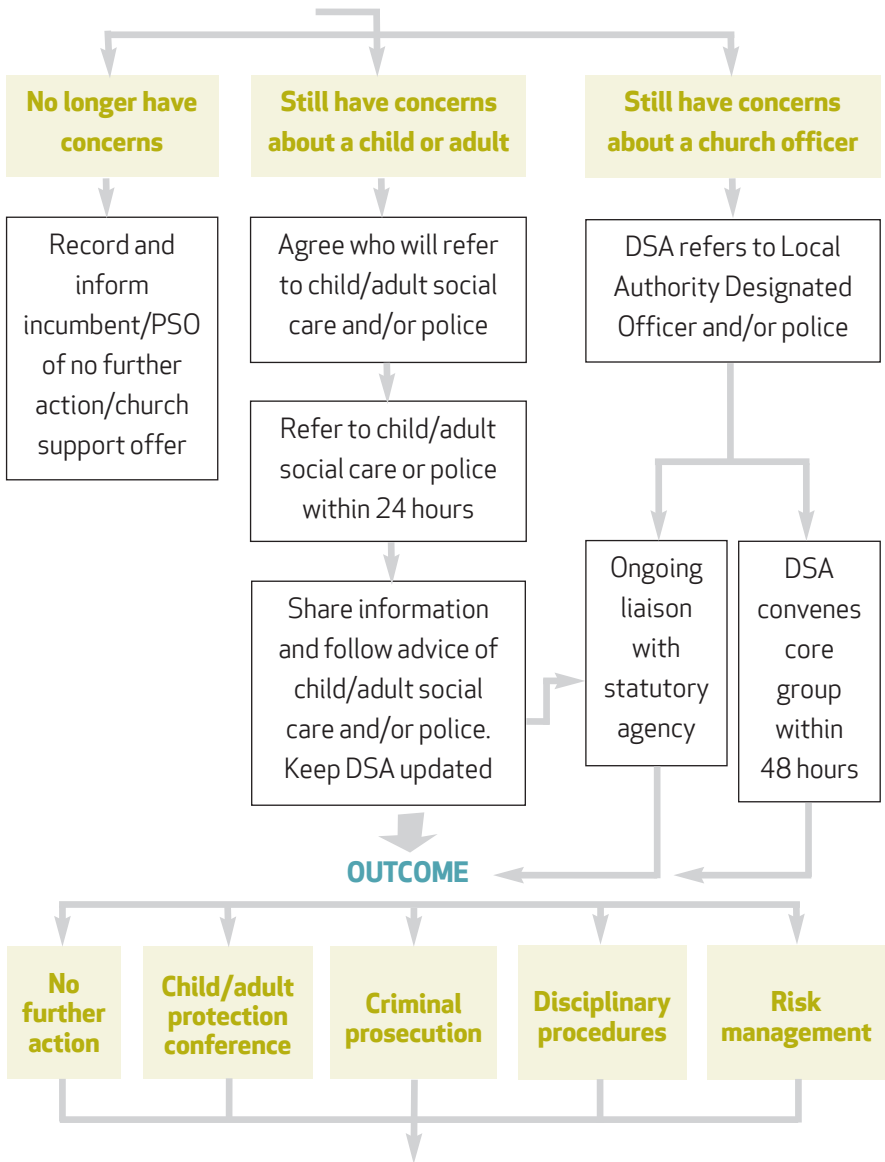 No longer have
concerns
Still have concerns
about a child or adult
Still have concerns
about a church officer
Record and
inform
incumbent/PSO
of no further
action/church
support offer
Agree who will refer
to child/adult social
care and/or police
DSA refers to Local
Authority Designated
Officer and/or police
Refer to child/adult
social care or police
within 24 hours
Share information
and follow advice of
child/adult social
care and/or police.
Keep DSA updated
Ongoing
liaison
with
statutory
agency
DSA
convenes
core
group
within
48 hours
OUTCOME
No
further
action
Child/adult
protection
conference
Criminal
prosecution
Disciplinary
procedures
Risk
management